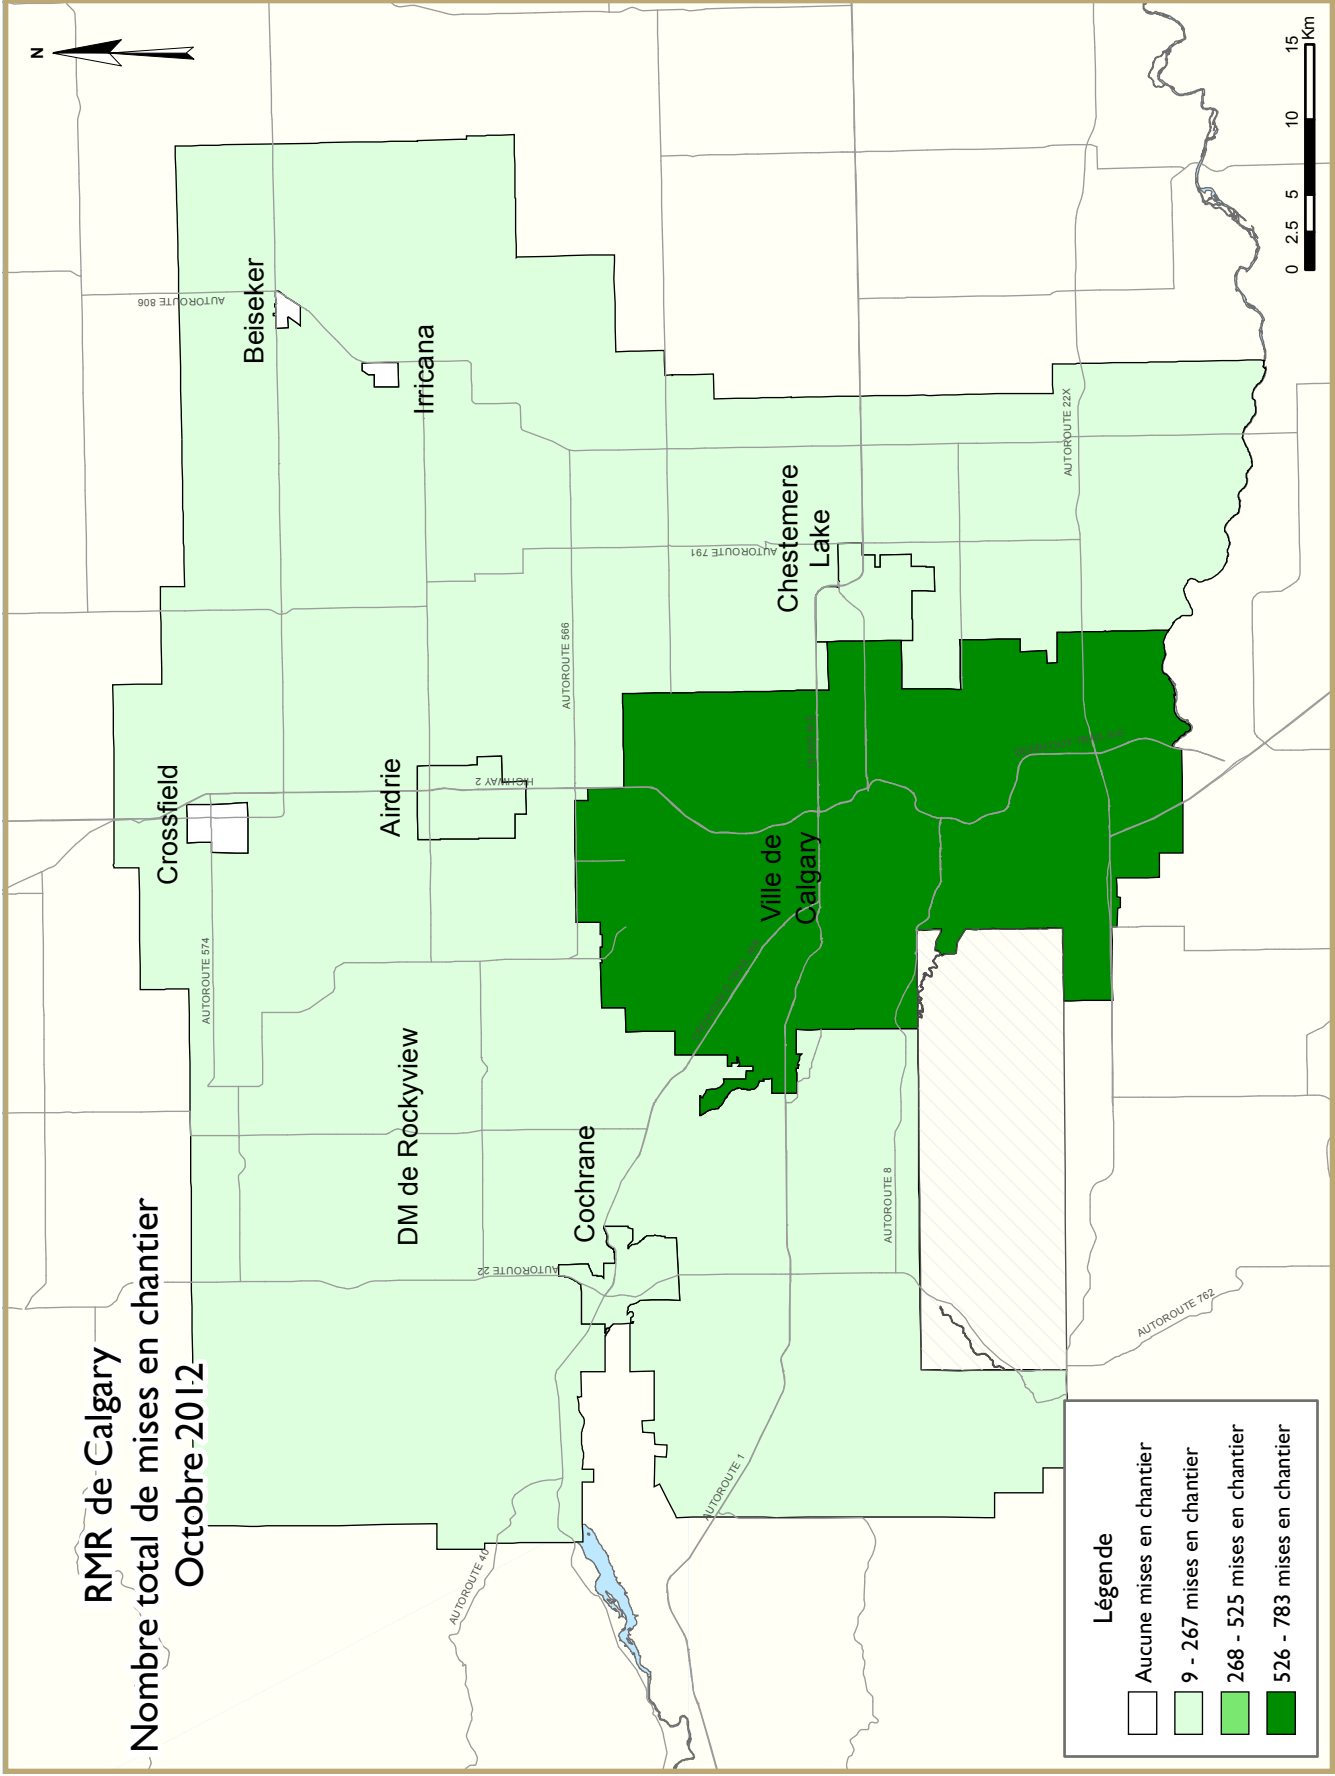 RMR de Calgary
Nombre total de mises en chantier
Octobre 2012
N
Crossfield
Beiseker
Irricana
Airdrie
DM de Rockyview
Cochrane
Chestemere
Lake
Ville de
Calgary
AUTOROUTE 574
AUTOROUTE 806
AUTOROUTE 566
HIGHWAY 2
AUTOROUTE 22
AUTOROUTE 791
AUTOROUTE 40
AUTOROUTE 1
AUTOROUTE 8
AUTOROUTE 22X
AUTOROUTE 762
Légende
Aucune mises en chantier
9 - 267 mises en chantier
268 - 525 mises en chantier
526 - 783 mises en chantier
0 2.5 5 10 15
Km